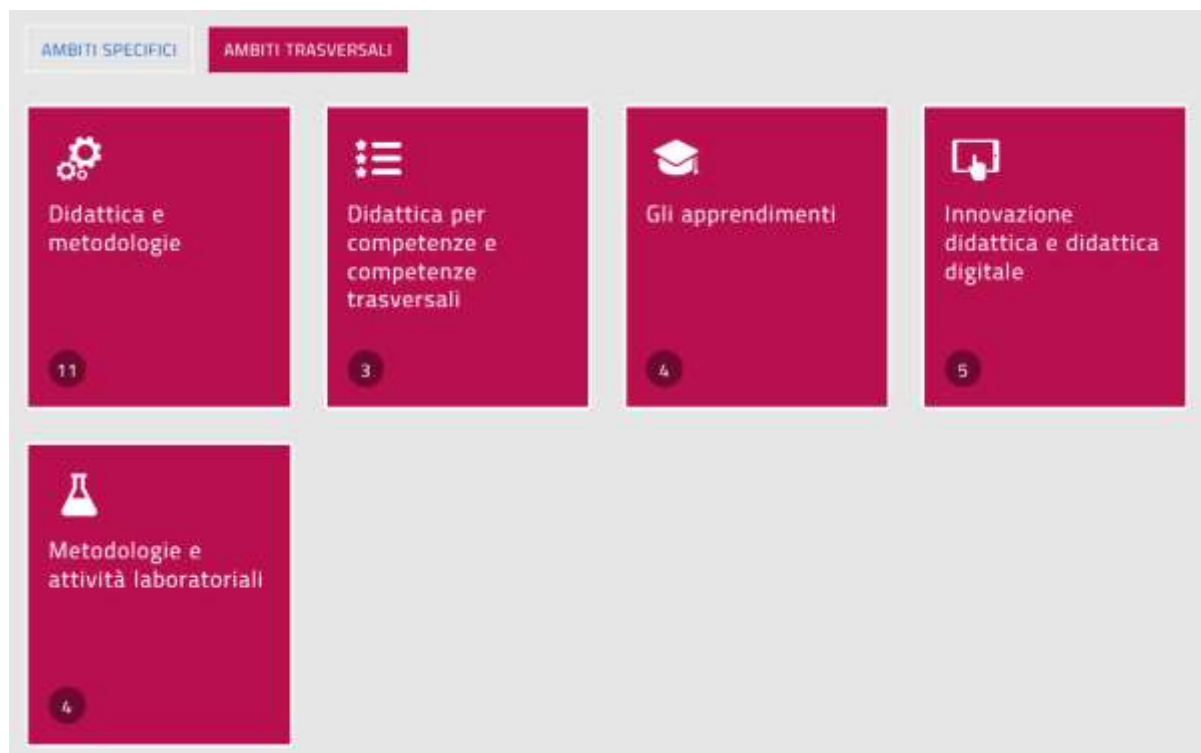 AMBITI SPECIFICI
AMBITI TRASVERSALI
Didattica e
metodologie
11
Didattica per
competenze e
competenze
trasversali
3
Gli apprendimenti
4
Innovazione
didattica e didattica
digitale
5
Metodologie e
attività laboratoriali
4